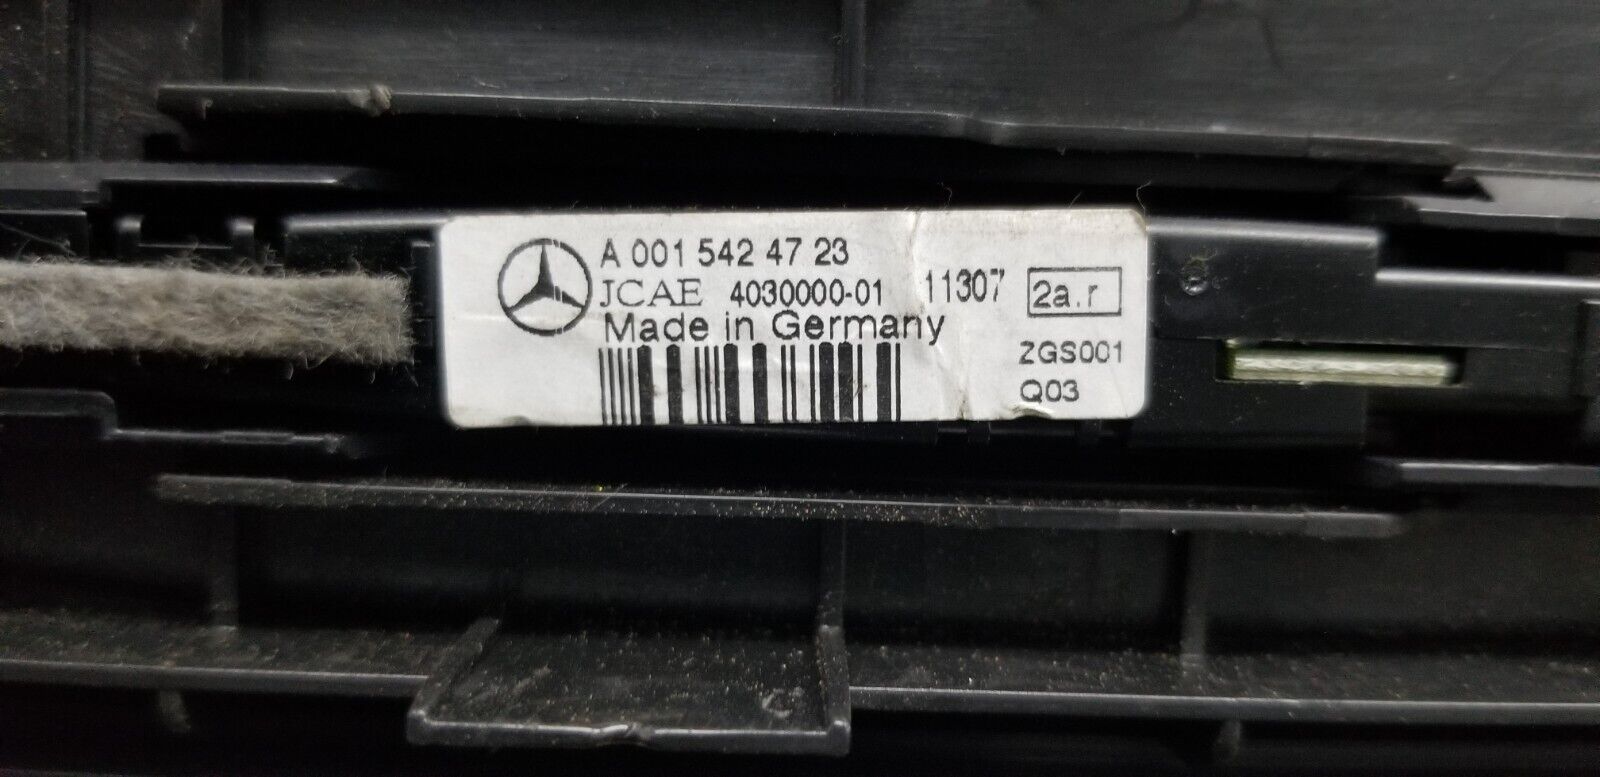 A 001 542 47 23
JCAE 4030000-01 11307 2a.r
Made in Germany
ZGS001
Q03